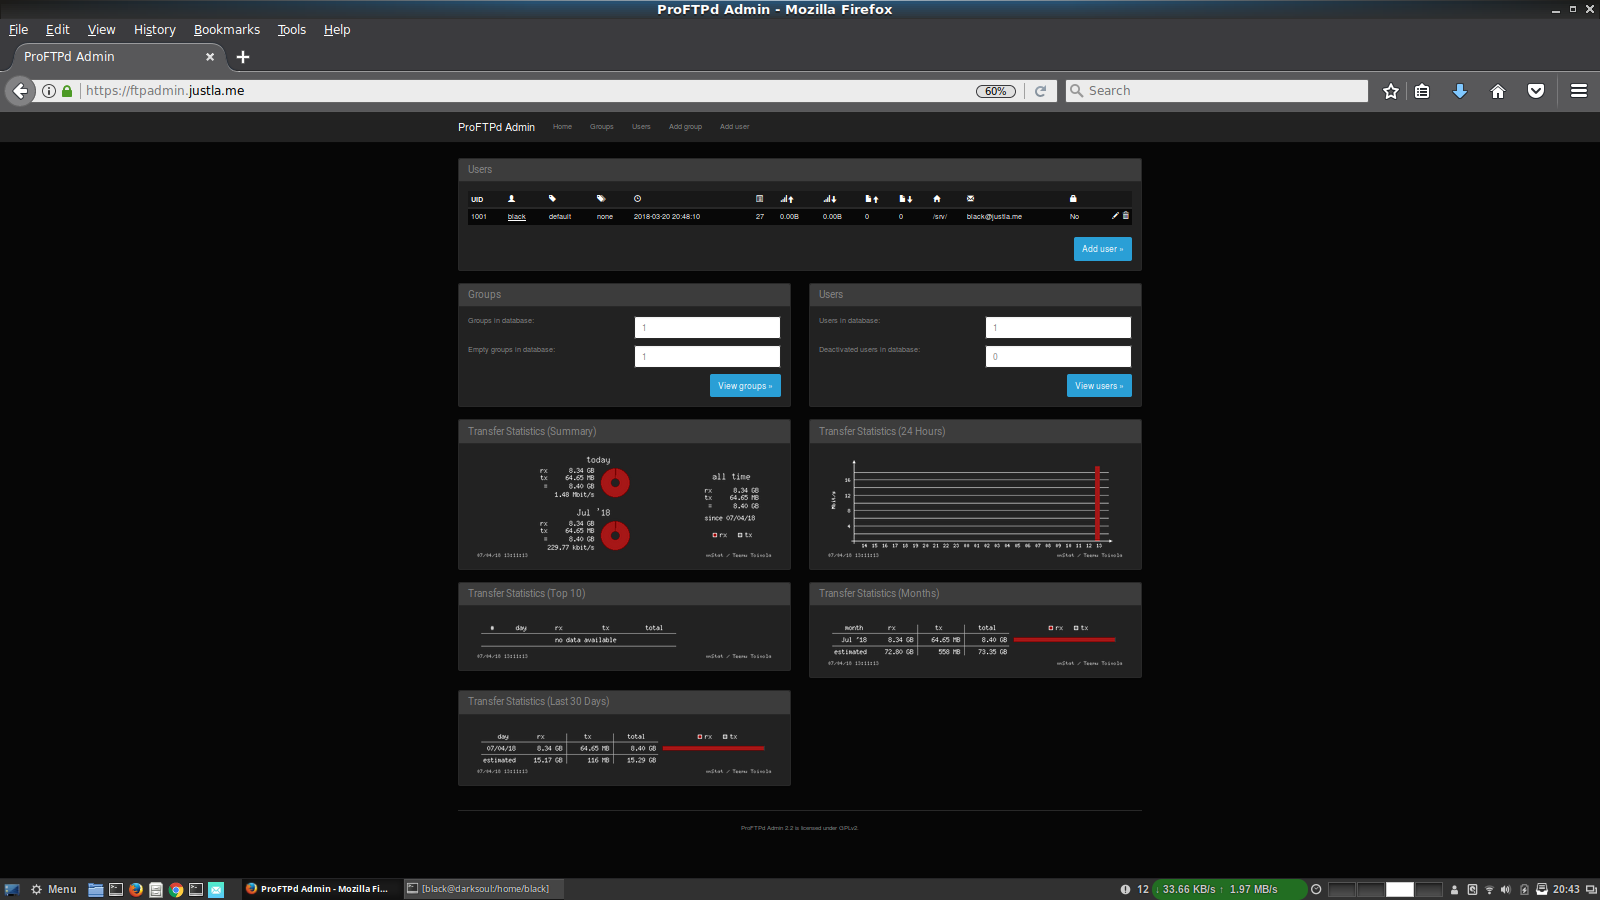 ProFTPd Admin - Mozilla Firefox
File Edit View History Bookmarks Tools Help
ProFTPd Admin
https://ftpadmin.justla.me 60% Search
ProFTPd Admin Home Groups Users Add group Add user
Users
UID
1001 black default none 2018-03-20 20:48:10 27 0.00B 0.00B 0 0 /srv/ black@justla.me No
Add user »
Groups
Groups in database: 1
Empty groups in database: 1
View groups »
Users
Users in database: 1
Deactivated users in database: 0
View users »
Transfer Statistics (Summary)
today
rx 8.34 GB
tx 64.65 MB
= 8.40 GB
1.48 Mbit/s
Jul '18
rx 8.34 GB
tx 64.65 MB
= 8.40 GB
229.77 kbit/s
all time
rx 8.34 GB
tx 64.65 MB
= 8.40 GB
since 07/04/18
rx tx
07/04/18 13:11:13 vnStat / Teemu Toivola
Transfer Statistics (24 Hours)
Mbit/s
16
12
8
4
14 15 16 17 18 19 20 21 22 23 00 01 02 03 04 05 06 07 08 09 10 11 12 13
07/04/18 13:11:13 vnStat / Teemu Toivola
Transfer Statistics (Top 10)
# day rx tx total
no data available
07/04/18 13:11:13 vnStat / Teemu Toivola
Transfer Statistics (Months)
month rx tx total rx tx
Jul '18 8.34 GB 64.65 MB 8.40 GB
estimated 72.80 GB 558 MB 73.35 GB
07/04/18 13:11:13 vnStat / Teemu Toivola
Transfer Statistics (Last 30 Days)
day rx tx total rx tx
07/04/18 8.34 GB 64.65 MB 8.40 GB
estimated 15.17 GB 116 MB 15.29 GB
07/04/18 13:11:13 vnStat / Teemu Toivola
ProFTPd Admin 2.2 is licensed under GPLv2.
Menu ProFTPd Admin - Mozilla Fi... [black@darksoul:/home/black] 12 ↓ 33.66 KB/s ↑ 1.97 MB/s 20:43